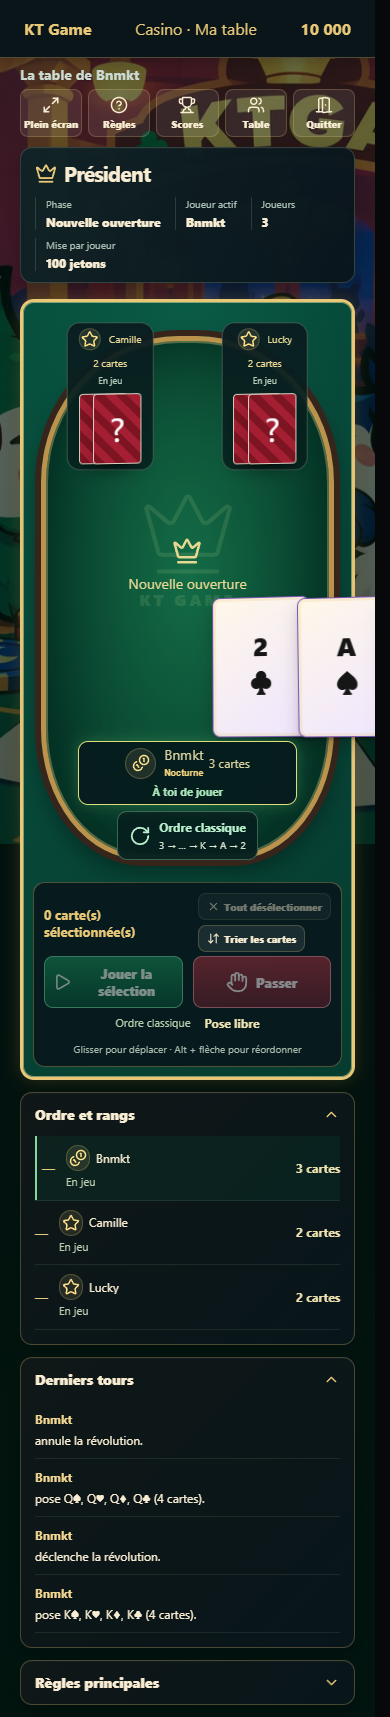 KT Game
Casino · Ma table
10 000
La table de Bnmkt
KTGA
Plein écran
Règles
Scores
Table
Quitter
Président
Phase
Nouvelle ouverture
Joueur actif
Bnmkt
Joueurs
3
Mise par joueur
100 jetons
Camille
2 cartes
En jeu
?
Lucky
2 cartes
En jeu
?
Nouvelle ouverture
KT GAM
2
♣
A
♠
Bnmkt
Nocturne
3 cartes
À toi de jouer
Ordre classique
3 → ... → K → A → 2
0 carte(s)
sélectionnée(s)
Tout désélectionner
Trier les cartes
Jouer la
sélection
Passer
Ordre classique
Pose libre
Glisser pour déplacer · Alt + flèche pour réordonner
Ordre et rangs
— Bnmkt
En jeu
3 cartes
— Camille
En jeu
2 cartes
— Lucky
En jeu
2 cartes
Derniers tours
Bnmkt
annule la révolution.
Bnmkt
pose Q♠, Q♥, Q♦, Q♣ (4 cartes).
Bnmkt
déclenche la révolution.
Bnmkt
pose K♠, K♥, K♦, K♣ (4 cartes).
Règles principales